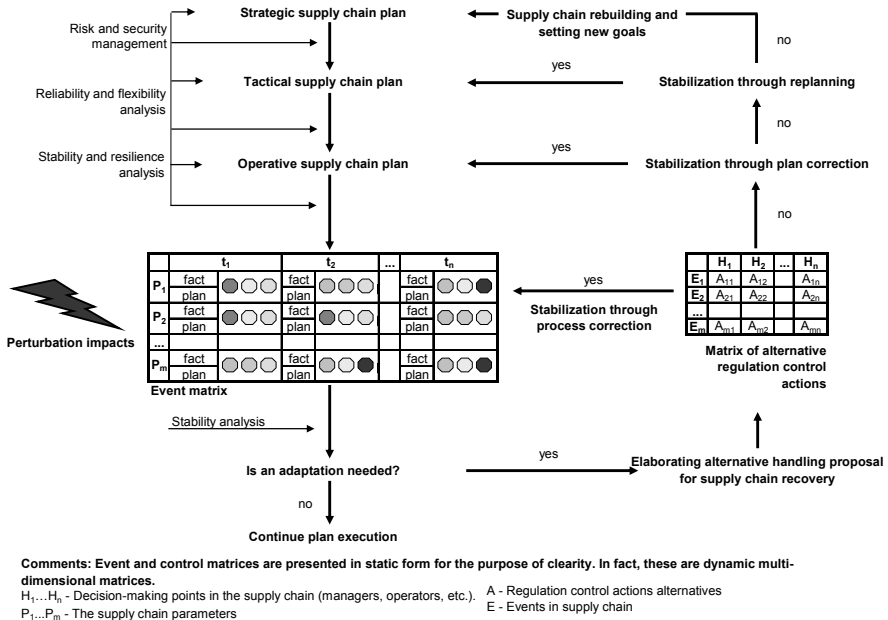 Strategic supply chain plan
Supply chain rebuilding and
setting new goals
Risk and security
management
no
yes
Tactical supply chain plan
Stabilization through replanning
Reliability and flexibility
analysis
no
yes
Stability and resilience
analysis
Operative supply chain plan
Stabilization through plan correction
no
t1 t2 ... tn
P1 fact fact fact
plan plan plan
P2 fact fact fact
plan plan plan
...
Pm fact fact fact
plan plan plan
Event matrix
Perturbation impacts
yes
Stabilization through
process correction
H1 H2 ... Hn
E1 A11 A12 A1n
E2 A21 A22 A2n
...
Em Am1 Am2 Amn
Matrix of alternative
regulation control
actions
Stability analysis
Is an adaptation needed?
yes
Elaborating alternative handling proposal
for supply chain recovery
no
Continue plan execution
Comments: Event and control matrices are presented in static form for the purpose of clearity. In fact, these are dynamic multi-
dimensional matrices.
H1...Hn - Decision-making points in the supply chain (managers, operators, etc.). A - Regulation control actions alternatives
P1...Pm - The supply chain parameters E - Events in supply chain